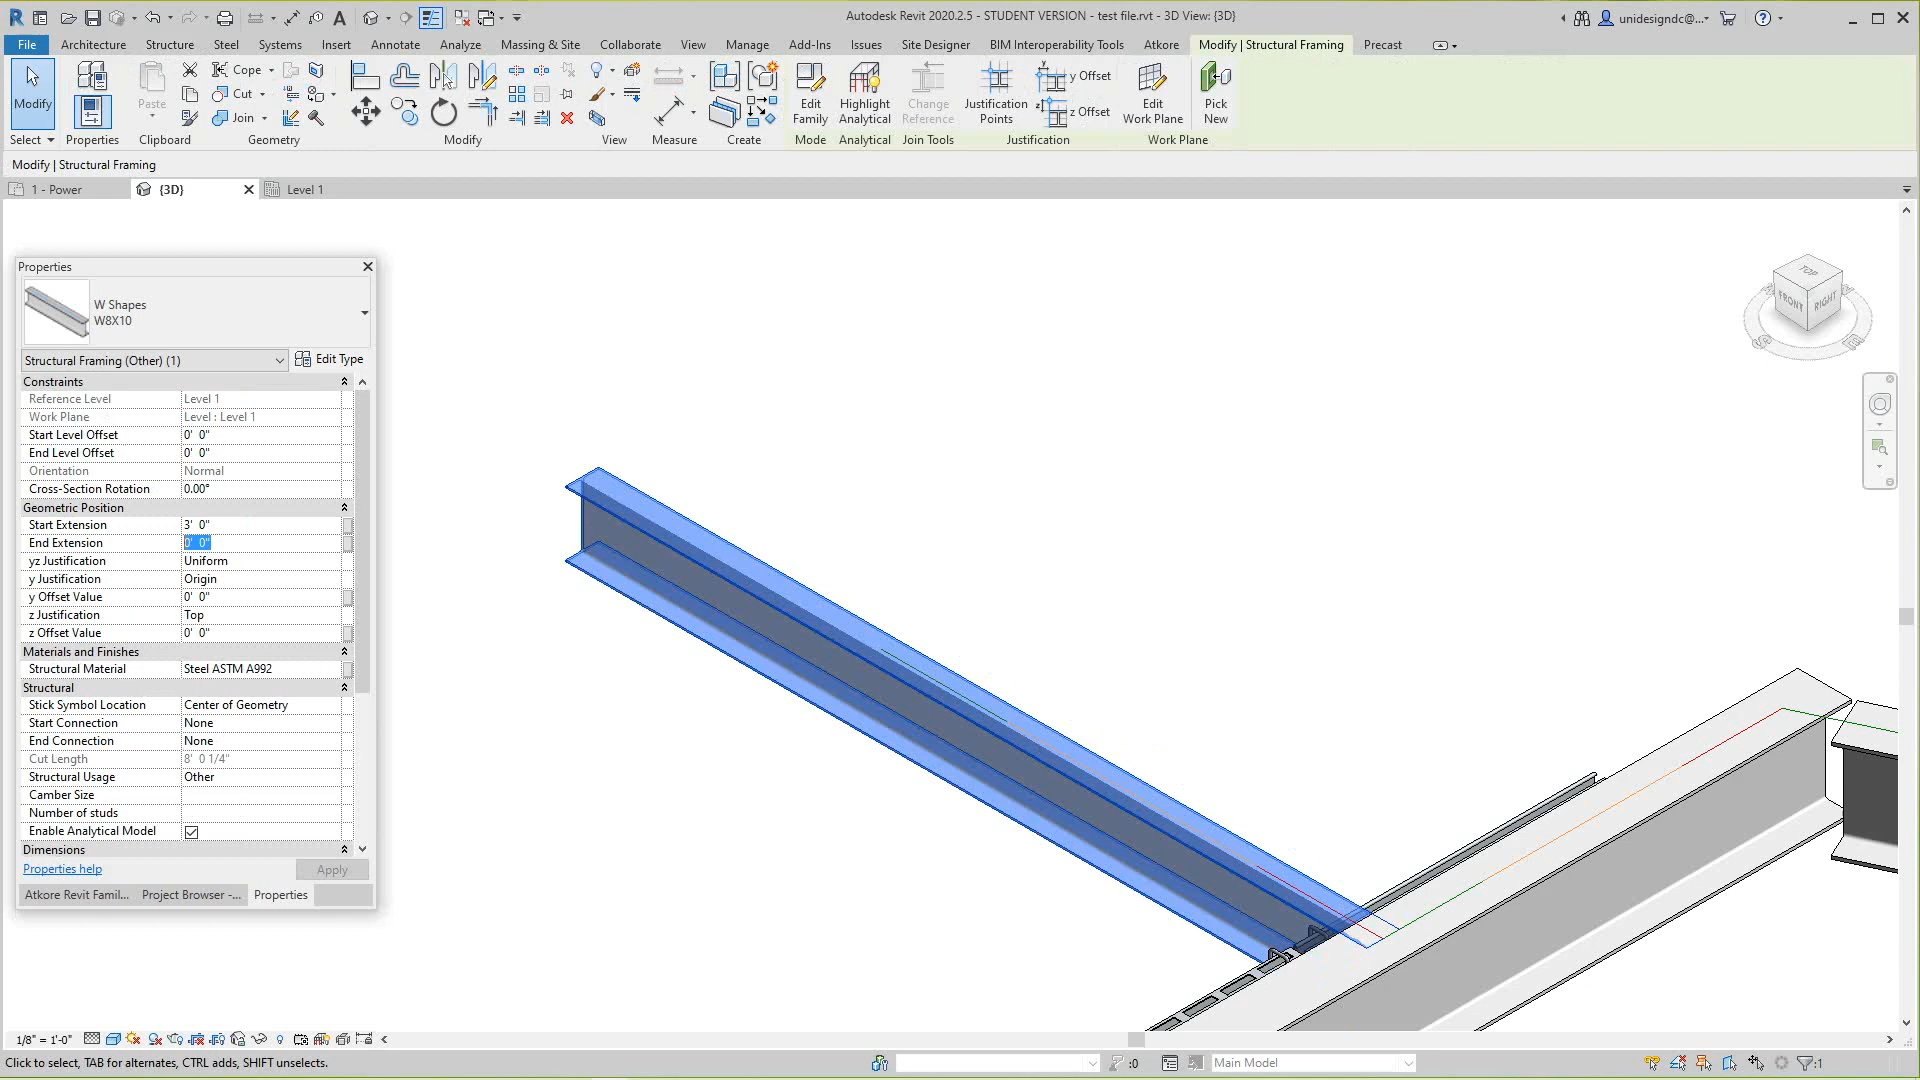 Autodesk Revit 2020.2.5 - STUDENT VERSION - test file.rvt - 3D View: {3D}
unidesigndc@...
File Architecture Structure Steel Systems Insert Annotate Analyze Massing & Site Collaborate View Manage Add-Ins Issues Site Designer BIM Interoperability Tools Atkore Modify | Structural Framing Precast
Modify
Paste
Cope
Cut
Join
Edit Family
Highlight Analytical
Change Reference
Justification Points
y Offset
z Offset
Edit Work Plane
Pick New
Select Properties Clipboard Geometry Modify View Measure Create Mode Analytical Join Tools Justification Work Plane
Modify | Structural Framing
1 - Power {3D} Level 1
Properties
W Shapes
W8X10
Structural Framing (Other) (1) Edit Type
Constraints
Reference Level Level 1
Work Plane Level : Level 1
Start Level Offset 0' 0"
End Level Offset 0' 0"
Orientation Normal
Cross-Section Rotation 0.00°
Geometric Position
Start Extension 3' 0"
End Extension 0' 0"
yz Justification Uniform
y Justification Origin
y Offset Value 0' 0"
z Justification Top
z Offset Value 0' 0"
Materials and Finishes
Structural Material Steel ASTM A992
Structural
Stick Symbol Location Center of Geometry
Start Connection None
End Connection None
Cut Length 8' 0 1/4"
Structural Usage Other
Camber Size
Number of studs
Enable Analytical Model
Dimensions
Properties help Apply
Atkore Revit Famil... Project Browser -... Properties
TOP
FRONT RIGHT
S E
1/8" = 1'-0"
Click to select, TAB for alternates, CTRL adds, SHIFT unselects.
:0
Main Model
:1